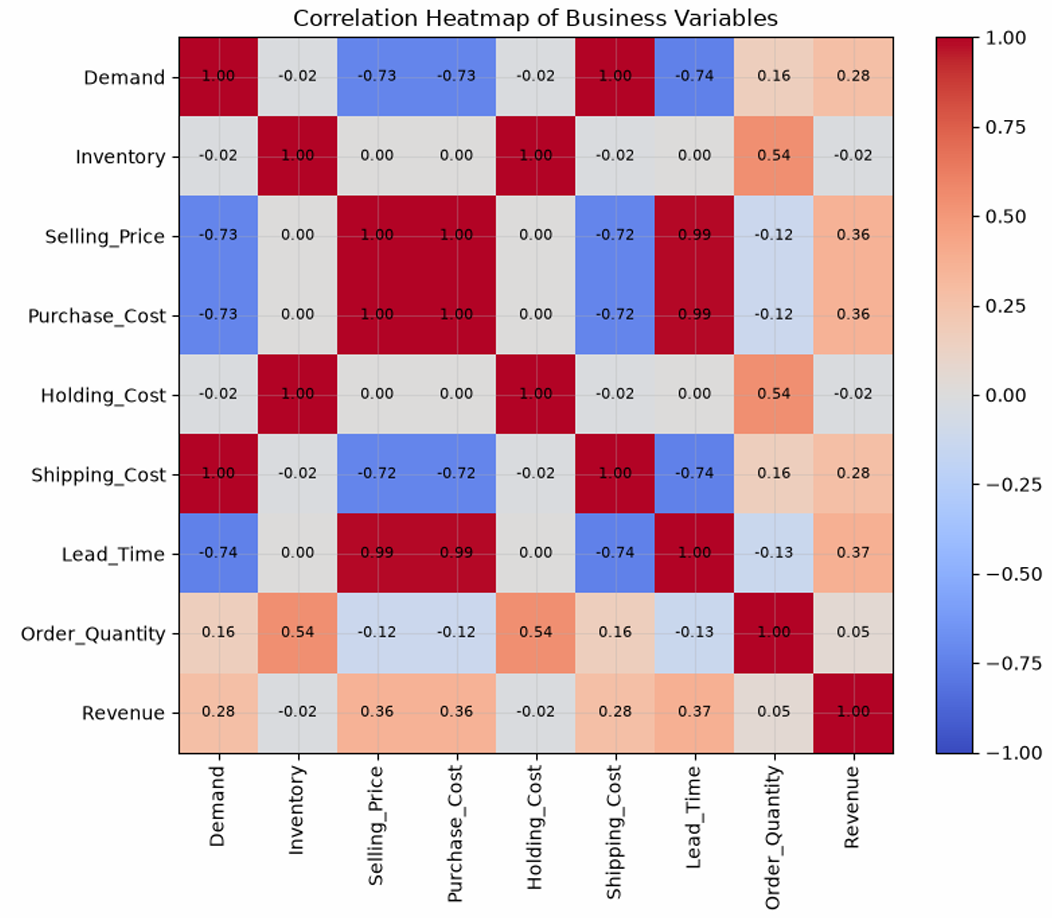 Correlation Heatmap of Business Variables
Demand 1.00 -0.02 -0.73 -0.73 -0.02 1.00 -0.74 0.16 0.28
Inventory -0.02 1.00 0.00 0.00 1.00 -0.02 0.00 0.54 -0.02
Selling_Price -0.73 0.00 1.00 1.00 0.00 -0.72 0.99 -0.12 0.36
Purchase_Cost -0.73 0.00 1.00 1.00 0.00 -0.72 0.99 -0.12 0.36
Holding_Cost -0.02 1.00 0.00 0.00 1.00 -0.02 0.00 0.54 -0.02
Shipping_Cost 1.00 -0.02 -0.72 -0.72 -0.02 1.00 -0.74 0.16 0.28
Lead_Time -0.74 0.00 0.99 0.99 0.00 -0.74 1.00 -0.13 0.37
Order_Quantity 0.16 0.54 -0.12 -0.12 0.54 0.16 -0.13 1.00 0.05
Revenue 0.28 -0.02 0.36 0.36 -0.02 0.28 0.37 0.05 1.00
Demand
Inventory
Selling_Price
Purchase_Cost
Holding_Cost
Shipping_Cost
Lead_Time
Order_Quantity
Revenue
1.00
0.75
0.50
0.25
0.00
−0.25
−0.50
−0.75
−1.00